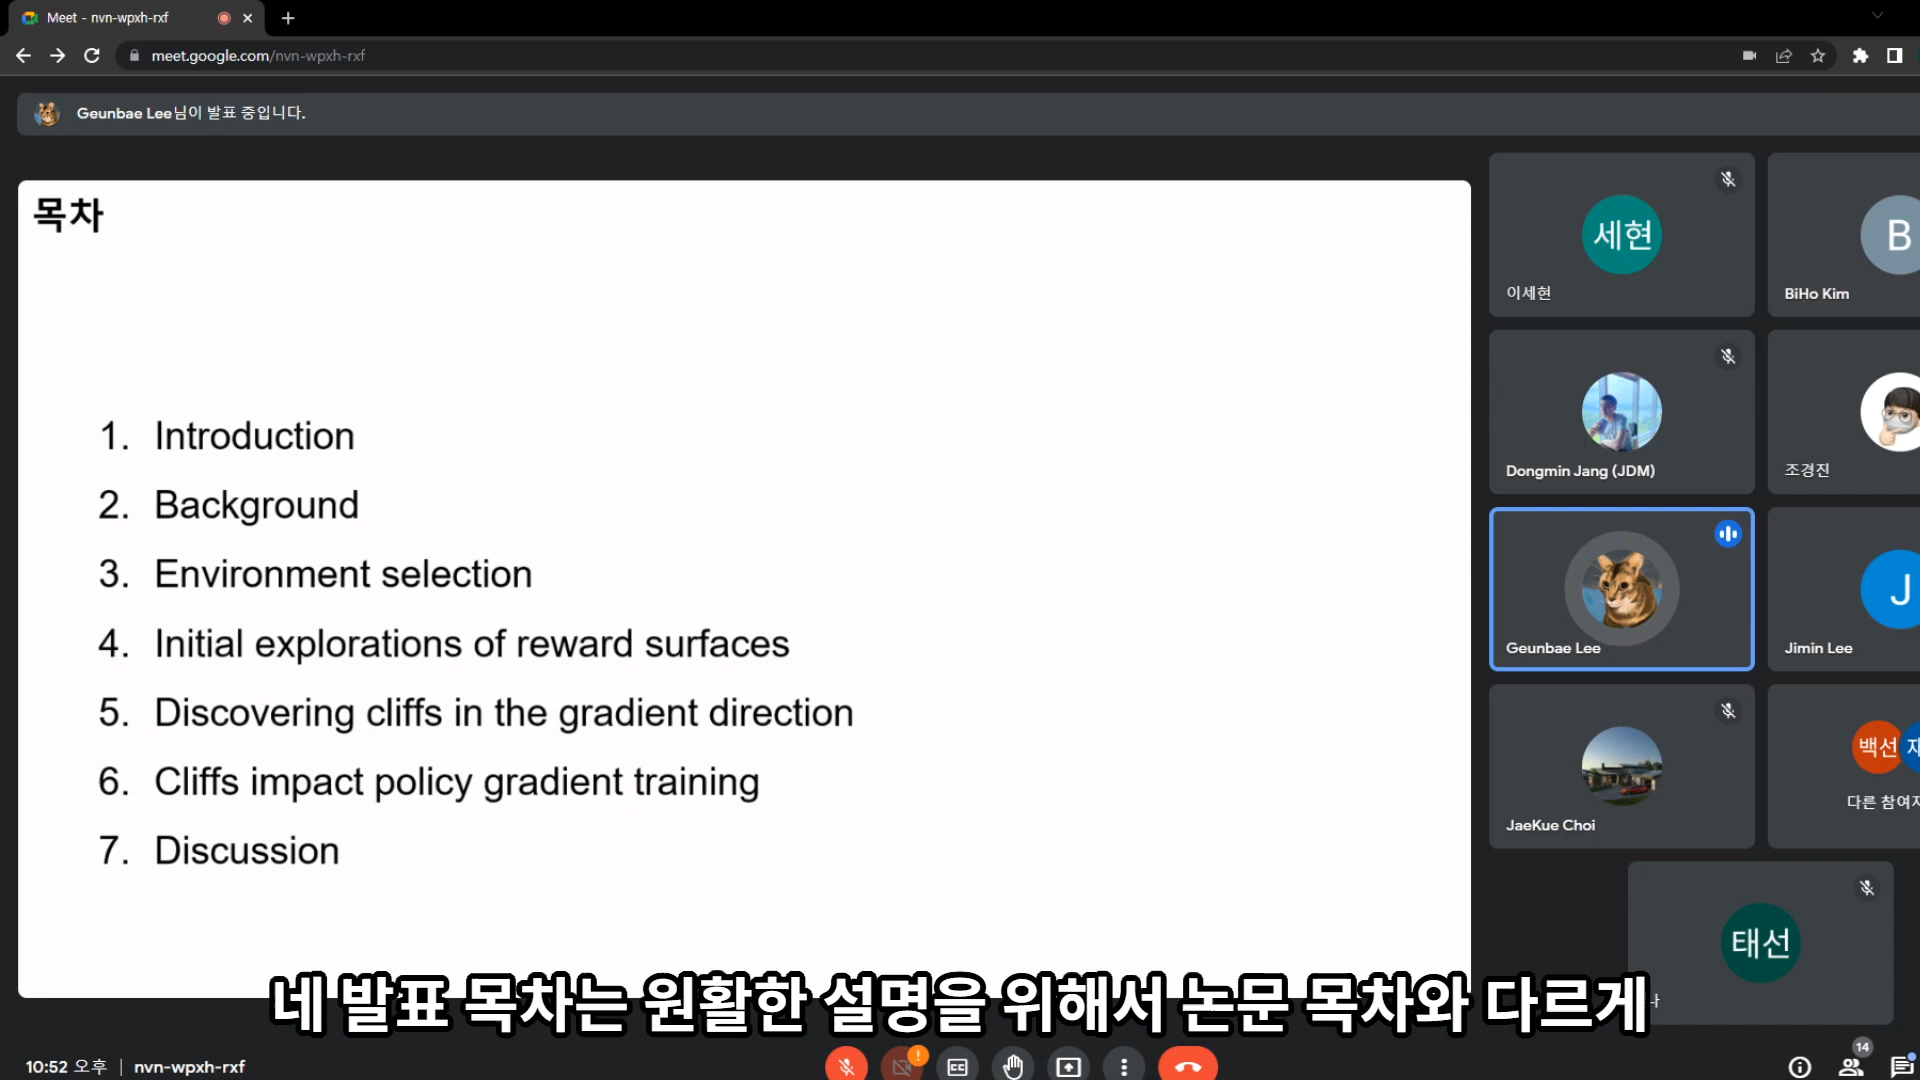 Meet - nvn-wpxh-rxf
meet.google.com/nvn-wpxh-rxf
Geunbae Lee님이 발표 중입니다.
목차
1. Introduction
2. Background
3. Environment selection
4. Initial explorations of reward surfaces
5. Discovering cliffs in the gradient direction
6. Cliffs impact policy gradient training
7. Discussion
세현
이세현
B
BiHo Kim
Dongmin Jang (JDM)
조경진
Geunbae Lee
J
Jimin Lee
JaeKue Choi
백선
다른
태선
네 발표 목차는 원활한 설명을 위해서 논문 목차와 다르게
10:52 오후 | nvn-wpxh-rxf
14